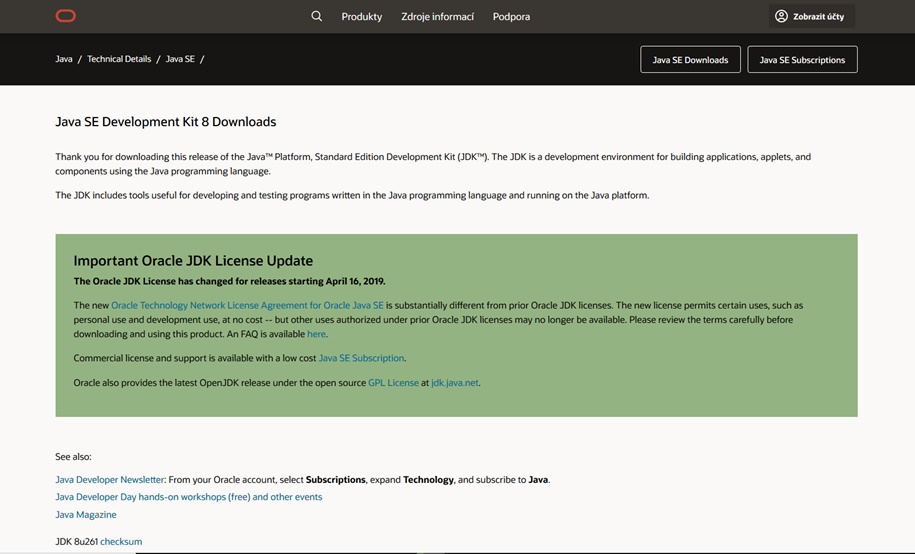 Produkty Zdroje informací Podpora Zobrazit účty
Java / Technical Details / Java SE / Java SE Downloads Java SE Subscriptions
Java SE Development Kit 8 Downloads
Thank you for downloading this release of the Java™ Platform, Standard Edition Development Kit (JDK™). The JDK is a development environment for building applications, applets, and
components using the Java programming language.
The JDK includes tools useful for developing and testing programs written in the Java programming language and running on the Java platform.
Important Oracle JDK License Update
The Oracle JDK License has changed for releases starting April 16, 2019.
The new Oracle Technology Network License Agreement for Oracle Java SE is substantially different from prior Oracle JDK licenses. The new license permits certain uses, such as
personal use and development use, at no cost -- but other uses authorized under prior Oracle JDK licenses may no longer be available. Please review the terms carefully before
downloading and using this product. An FAQ is available here.
Commercial license and support is available with a low cost Java SE Subscription.
Oracle also provides the latest OpenJDK release under the open source GPL License at jdk.java.net.
See also:
Java Developer Newsletter: From your Oracle account, select Subscriptions, expand Technology, and subscribe to Java.
Java Developer Day hands-on workshops (free) and other events
Java Magazine
JDK 8u261 checksum